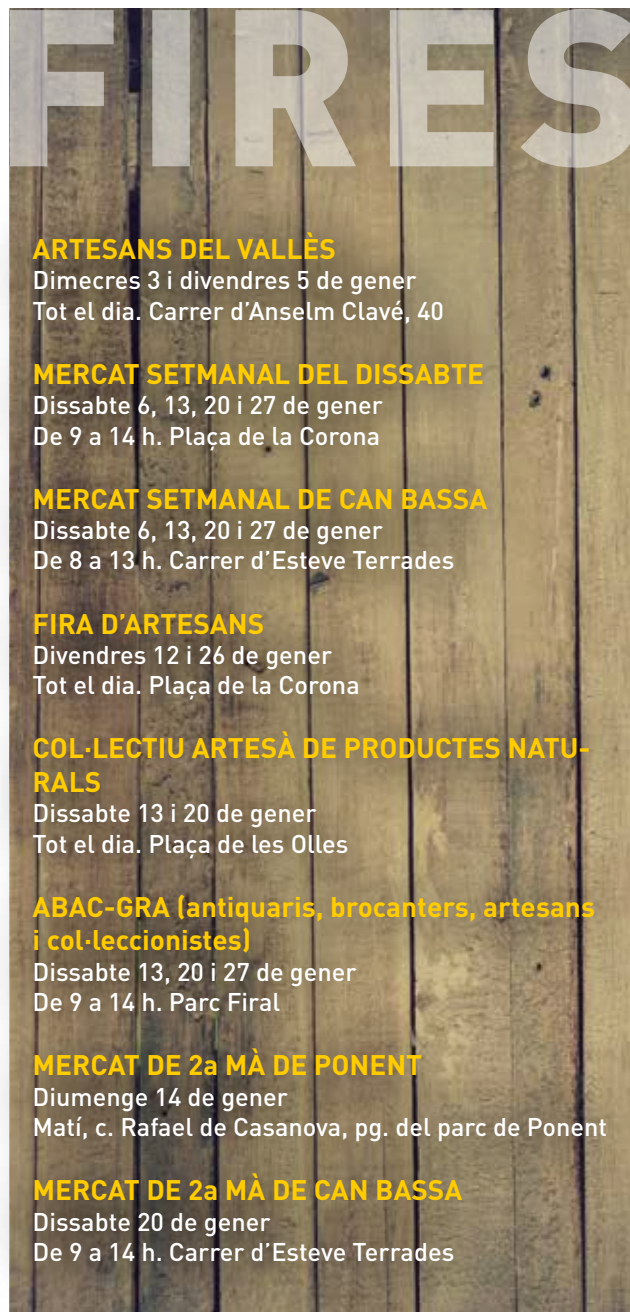 FIRES
ARTESANS DEL VALLÈS
Dimecres 3 i divendres 5 de gener
Tot el dia. Carrer d’Anselm Clavé, 40
MERCAT SETMANAL DEL DISSABTE
Dissabte 6, 13, 20 i 27 de gener
De 9 a 14 h. Plaça de la Corona
MERCAT SETMANAL DE CAN BASSA
Dissabte 6, 13, 20 i 27 de gener
De 8 a 13 h. Carrer d’Esteve Terrades
FIRA D’ARTESANS
Divendres 12 i 26 de gener
Tot el dia. Plaça de la Corona
COL·LECTIU ARTESÀ DE PRODUCTES NATU-
RALS
Dissabte 13 i 20 de gener
Tot el dia. Plaça de les Olles
ABAC-GRA (antiquaris, brocanters, artesans
i col·leccionistes)
Dissabte 13, 20 i 27 de gener
De 9 a 14 h. Parc Firal
MERCAT DE 2a MÀ DE PONENT
Diumenge 14 de gener
Matí, c. Rafael de Casanova, pg. del parc de Ponent
MERCAT DE 2a MÀ DE CAN BASSA
Dissabte 20 de gener
De 9 a 14 h. Carrer d’Esteve Terrades